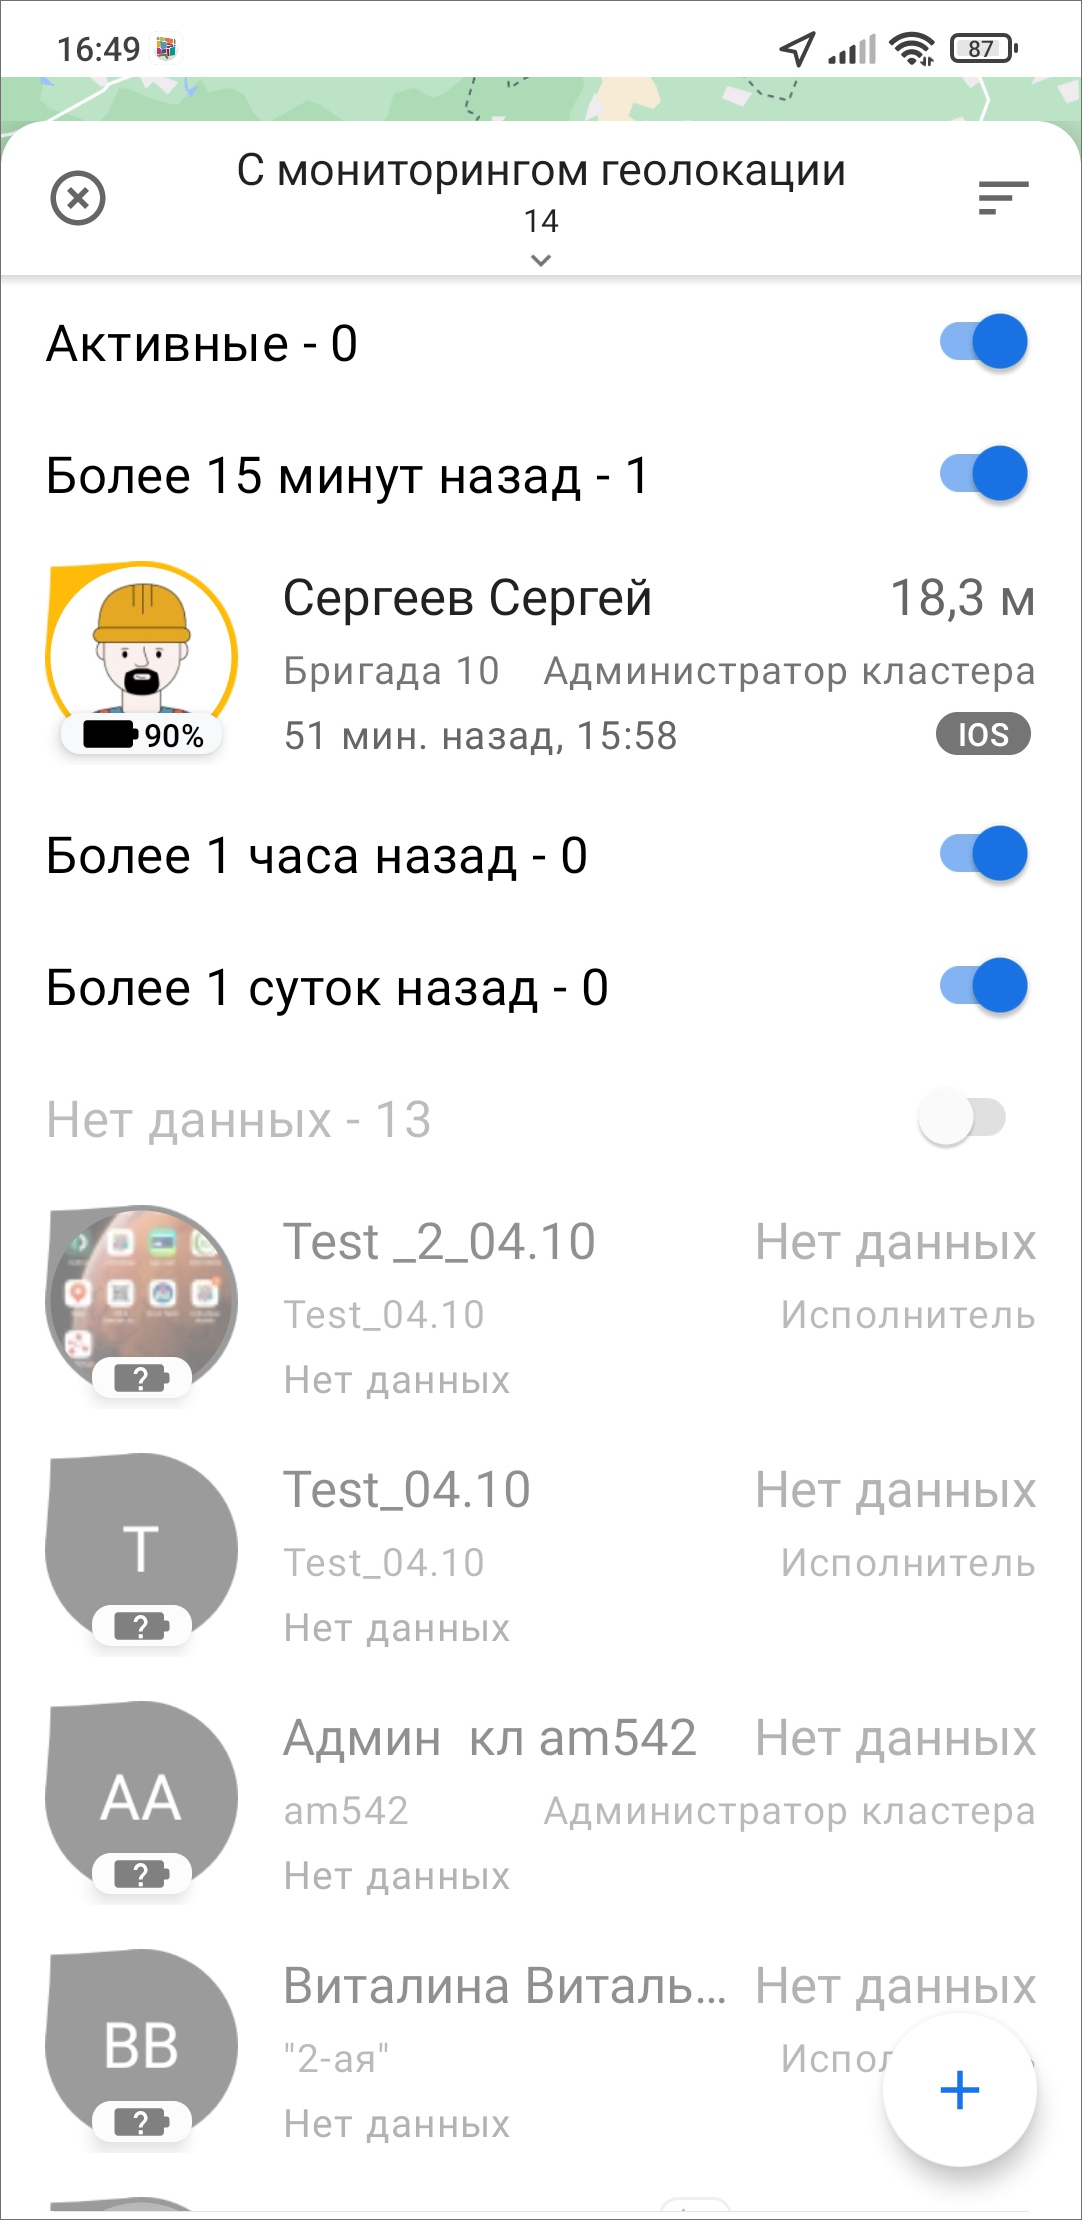 16:49
87
С мониторингом геолокации
14
Активные - 0
Более 15 минут назад - 1
Сергеев Сергей 18,3 м
Бригада 10 Администратор кластера
90% 51 мин. назад, 15:58 IOS
Более 1 часа назад - 0
Более 1 суток назад - 0
Нет данных - 13
Test _2_04.10 Нет данных
Test_04.10 Исполнитель
? Нет данных
Test_04.10 Нет данных
T Test_04.10 Исполнитель
? Нет данных
Админ  кл am542 Нет данных
АА am542 Администратор кластера
? Нет данных
Виталина Виталь... Нет данных
ВВ "2-ая"
? Нет данных
+